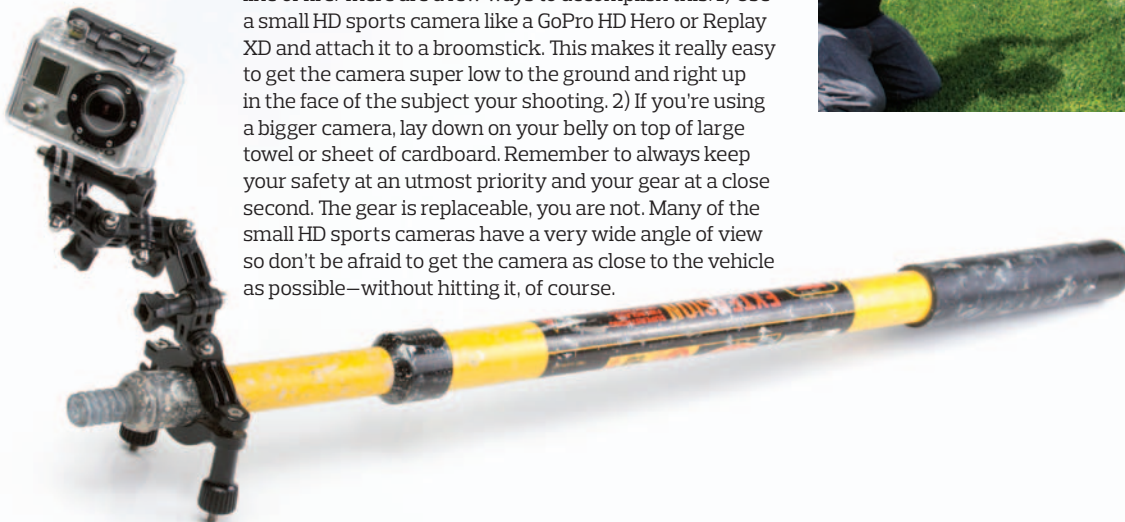 a small HD sports camera like a GoPro HD Hero or Replay
XD and attach it to a broomstick. This makes it really easy
to get the camera super low to the ground and right up
in the face of the subject your shooting. 2) If you're using
a bigger camera, lay down on your belly on top of large
towel or sheet of cardboard. Remember to always keep
your safety at an utmost priority and your gear at a close
second. The gear is replaceable, you are not. Many of the
small HD sports cameras have a very wide angle of view
so don't be afraid to get the camera as close to the vehicle
as possible—without hitting it, of course.
EXTENSION